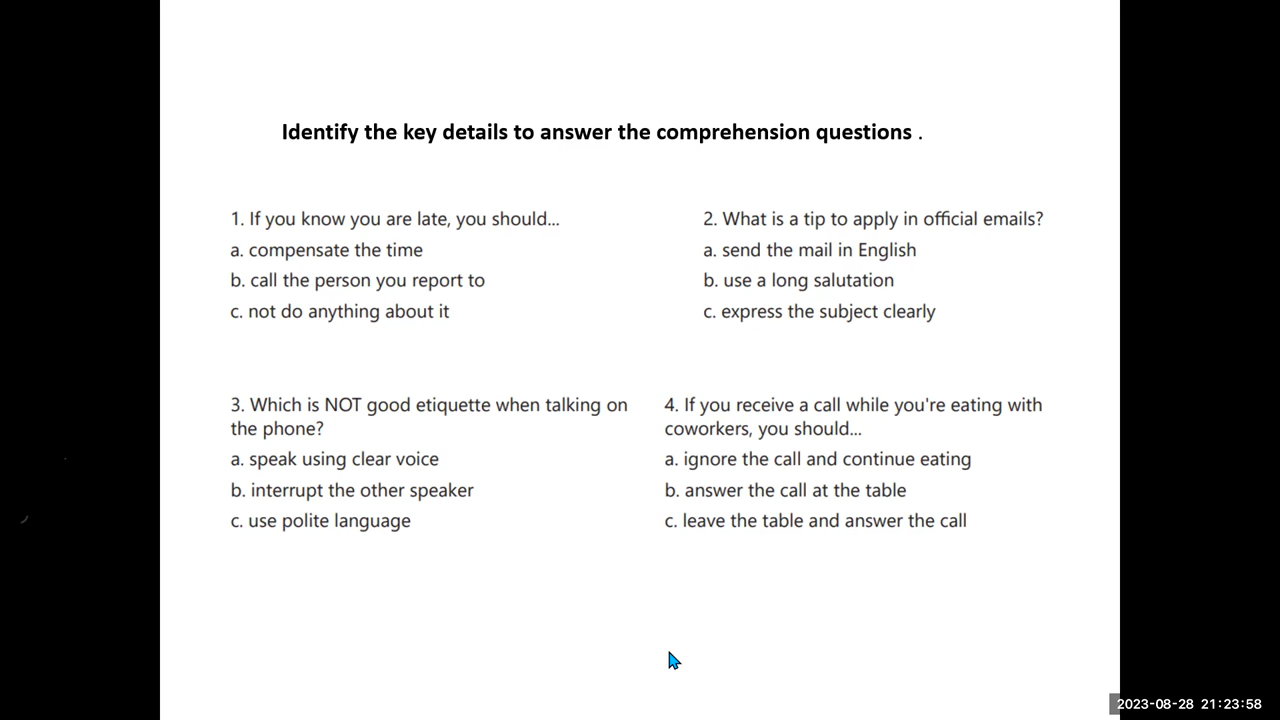 Identify the key details to answer the comprehension questions .
1. If you know you are late, you should...
a. compensate the time
b. call the person you report to
c. not do anything about it
2. What is a tip to apply in official emails?
a. send the mail in English
b. use a long salutation
c. express the subject clearly
3. Which is NOT good etiquette when talking on
the phone?
a. speak using clear voice
b. interrupt the other speaker
c. use polite language
4. If you receive a call while you're eating with
coworkers, you should...
a. ignore the call and continue eating
b. answer the call at the table
c. leave the table and answer the call
2023-08-28 21:23:58